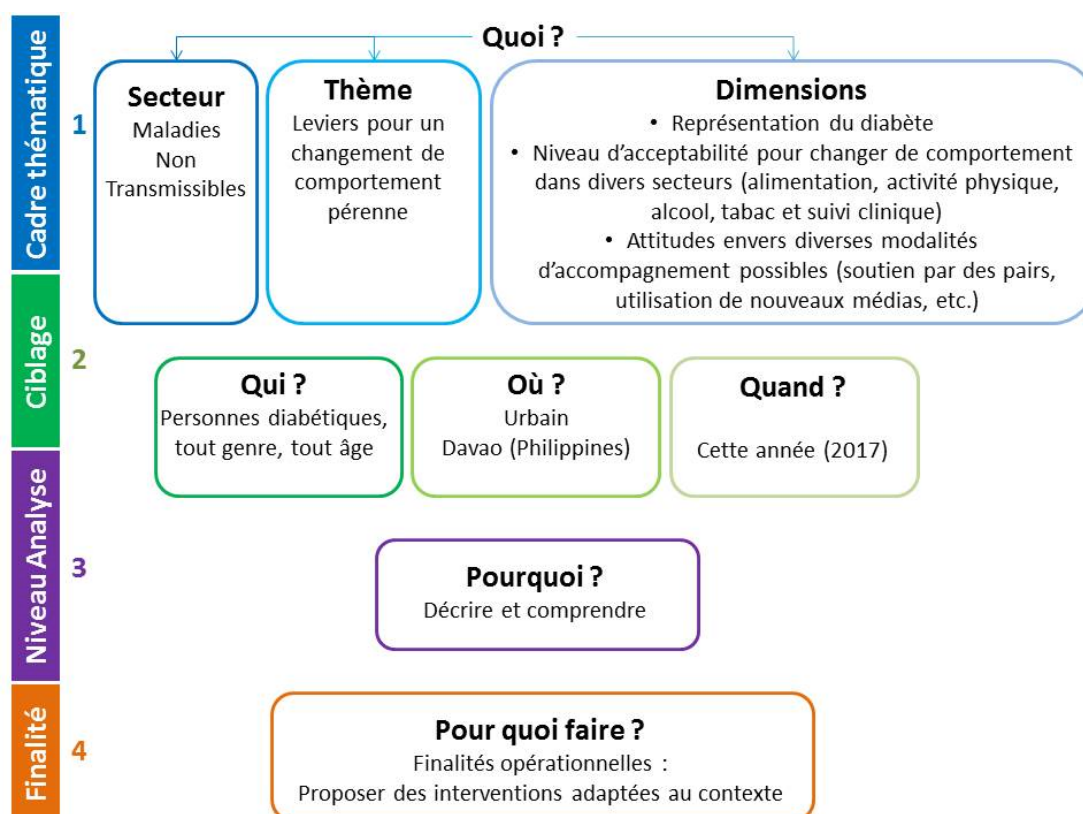 Quoi ?
Cadre thématique
1
Secteur
Maladies
Non
Transmissibles
Thème
Leviers pour un
changement de
comportement
pérenne
Dimensions
• Représentation du diabète
• Niveau d’acceptabilité pour changer de comportement
dans divers secteurs (alimentation, activité physique,
alcool, tabac et suivi clinique)
• Attitudes envers diverses modalités
d’accompagnement possibles (soutien par des pairs,
utilisation de nouveaux médias, etc.)
Ciblage
2
Qui ?
Personnes diabétiques,
tout genre, tout âge
Où ?
Urbain
Davao (Philippines)
Quand ?
Cette année (2017)
Niveau Analyse
3
Pourquoi ?
Décrire et comprendre
Finalité
4
Pour quoi faire ?
Finalités opérationnelles :
Proposer des interventions adaptées au contexte